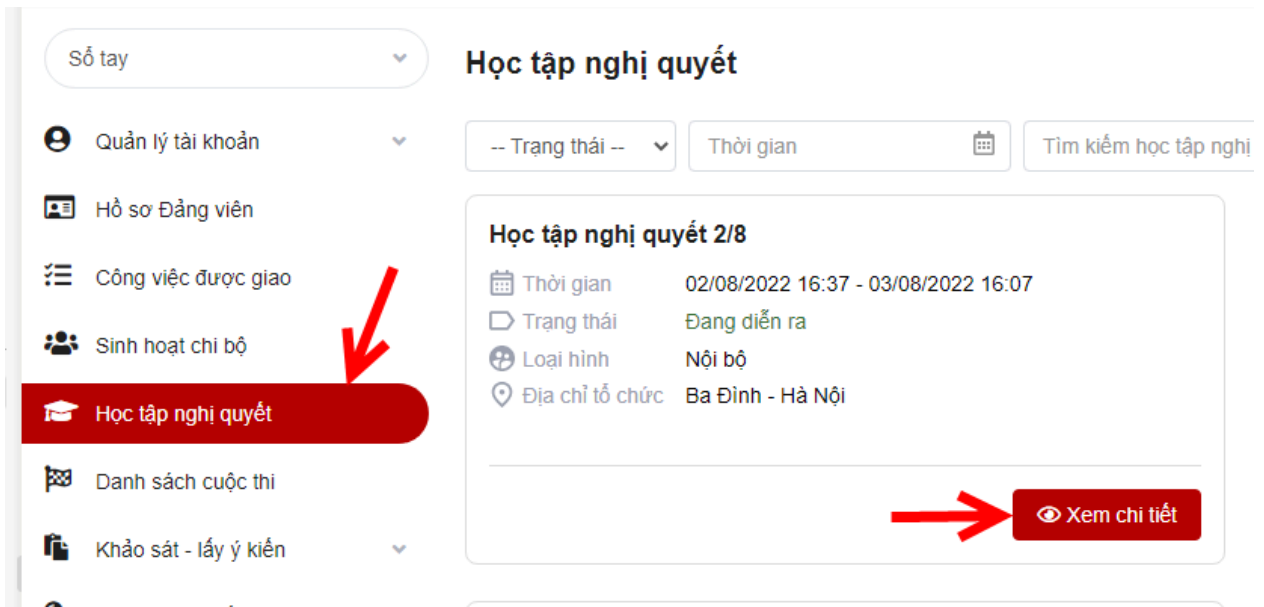 Sổ tay
Quản lý tài khoản
Hồ sơ Đảng viên
Công việc được giao
Sinh hoạt chi bộ
Học tập nghị quyết
Danh sách cuộc thi
Khảo sát - lấy ý kiến
Học tập nghị quyết
-- Trạng thái --
Thời gian
Tìm kiếm học tập nghị
Học tập nghị quyết 2/8
Thời gian 02/08/2022 16:37 - 03/08/2022 16:07
Trạng thái Đang diễn ra
Loại hình Nội bộ
Địa chỉ tổ chức Ba Đình - Hà Nội
Xem chi tiết